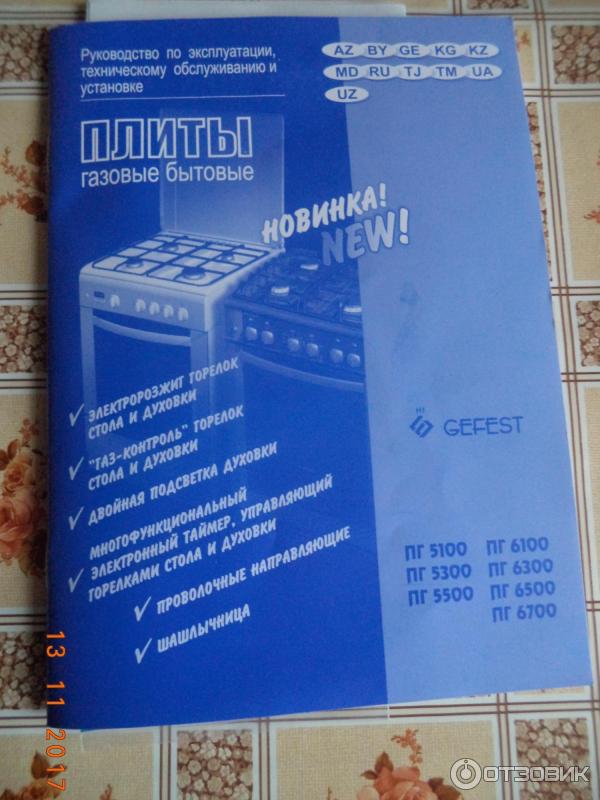 Руководство по эксплуатации,
техническому обслуживанию и
установке
AZ BY GE KG KZ
MD RU TJ TM UA
UZ
ПЛИТЫ
газовые бытовые
НОВИНКА!
NEW!
ЭЛЕКТРОРОЗЖИГ ГОРЕЛОК
СТОЛА И ДУХОВКИ
"ГАЗ-КОНТРОЛЬ" ГОРЕЛОК
СТОЛА И ДУХОВКИ
ДВОЙНАЯ ПОДСВЕТКА ДУХОВКИ
МНОГОФУНКЦИОНАЛЬНЫЙ
ЭЛЕКТРОННЫЙ ТАЙМЕР, УПРАВЛЯЮЩИЙ
ГОРЕЛКАМИ СТОЛА И ДУХОВКИ
ПРОВОЛОЧНЫЕ НАПРАВЛЯЮЩИЕ
ШАШЛЫЧНИЦА
GEFEST
ПГ 5100 ПГ 6100
ПГ 5300 ПГ 6300
ПГ 5500 ПГ 6500
ПГ 6700
13 11 2017
ОТЗОВИК